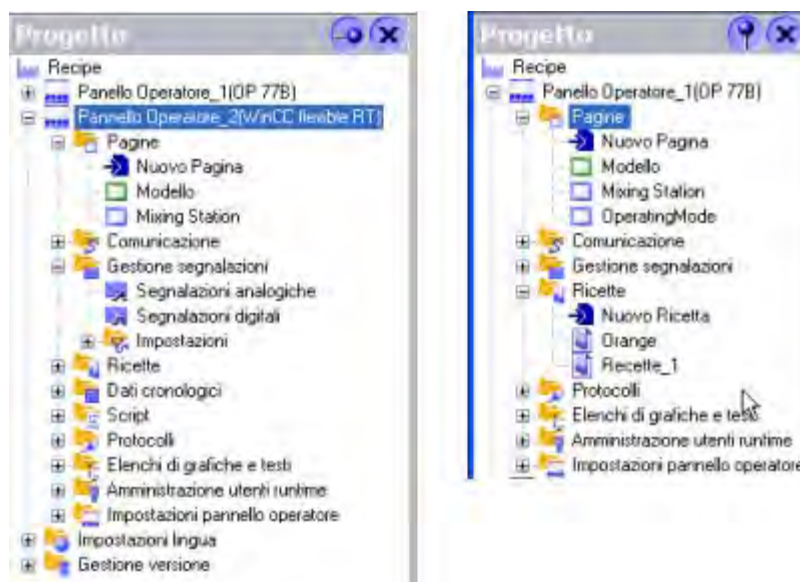 Progetto
Recipe
Panello Operatore_1(OP 77B)
Pannello Operatore_2(WinCC flexible RT)
Pagine
Nuovo Pagina
Modello
Mixing Station
Comunicazione
Gestione segnalazioni
Segnalazioni analogiche
Segnalazioni digitali
Impostazioni
Ricette
Dati cronologici
Script
Protocolli
Elenchi di grafiche e testi
Amministrazione utenti runtime
Impostazioni pannello operatore
Impostazioni lingua
Gestione versione
Progetto
Recipe
Panello Operatore_1(OP 77B)
Pagine
Nuovo Pagina
Modello
Mixing Station
OperatingMode
Comunicazione
Gestione segnalazioni
Ricette
Nuovo Ricetta
Orange
Recette_1
Protocolli
Elenchi di grafiche e testi
Amministrazione utenti runtime
Impostazioni pannello operatore